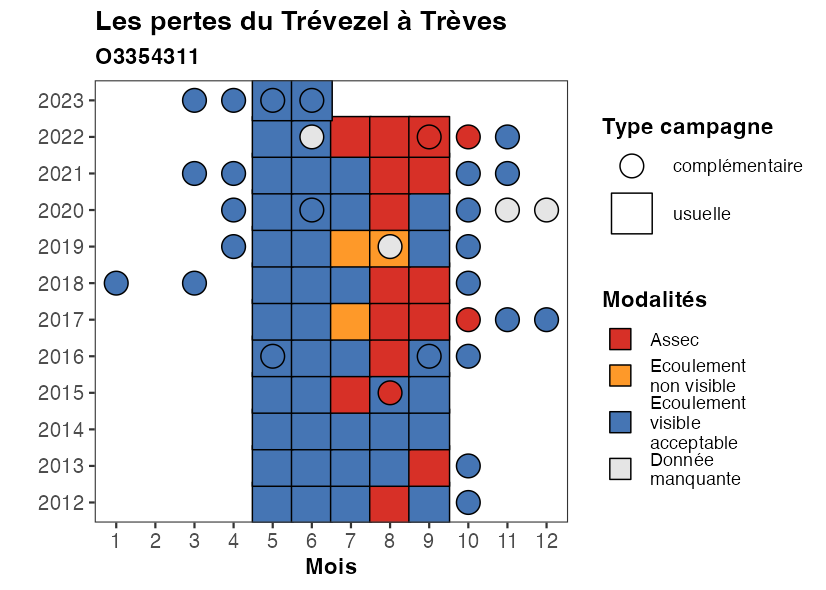 Les pertes du Trévezel à Trèves
O3354311
2023
2022
2021
2020
2019
2018
2017
2016
2015
2014
2013
2012
1 2 3 4 5 6 7 8 9 10 11 12
Mois
Type campagne
complémentaire
usuelle
Modalités
Assec
Ecoulement
non visible
Ecoulement
visible
acceptable
Donnée
manquante